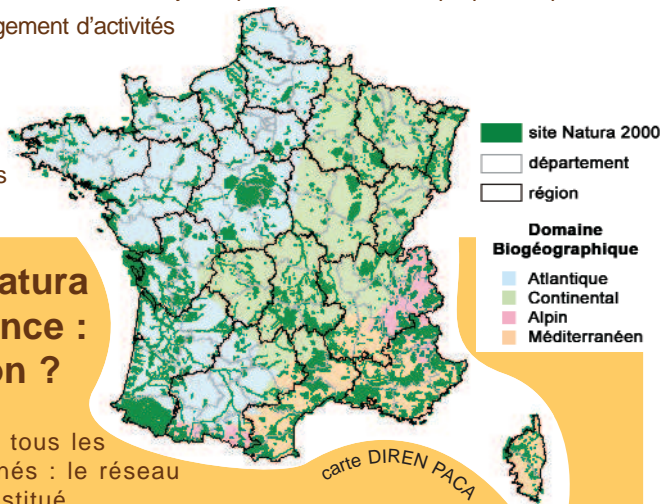 gement d'activités
site Natura 2000
département
région
Domaine
Biogéographique
Atlantique
Continental
Alpin
Méditerranéen
atura
nce :
on ?
tous les
nés : le réseau
stitué
carte DIREN PACA